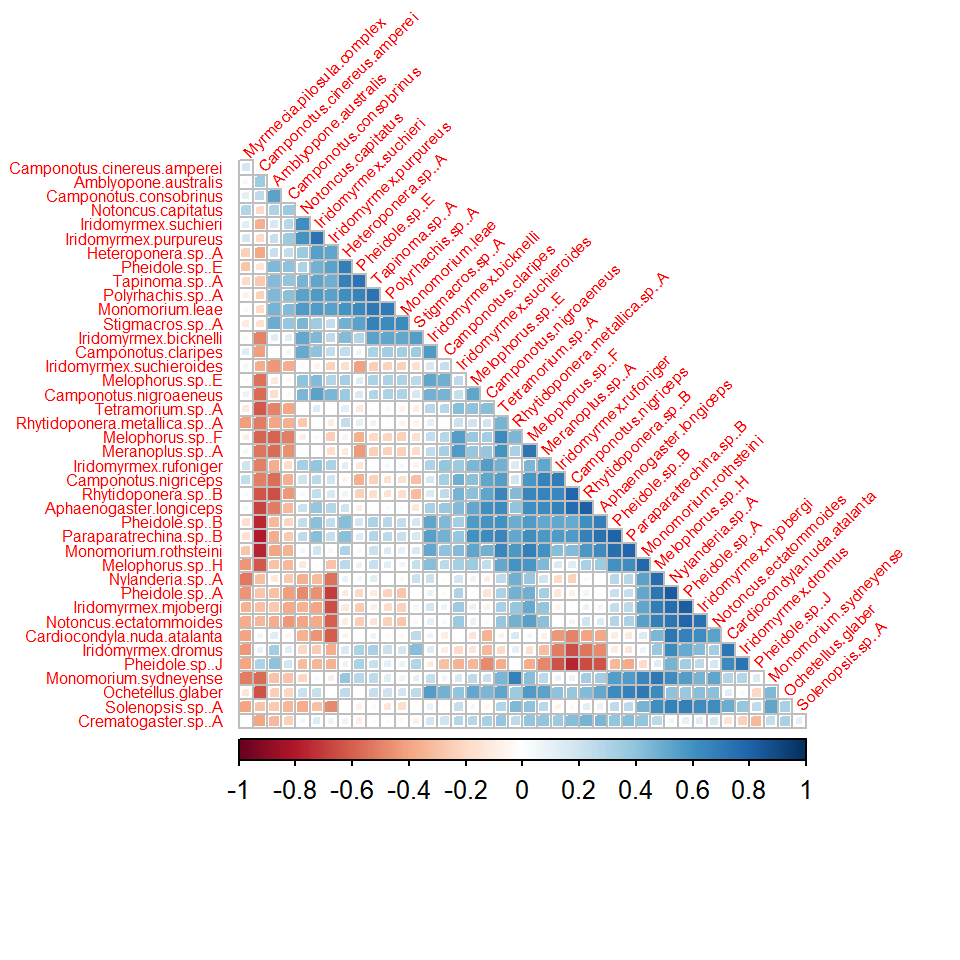 Myrmecia.pilosula.complex
Camponotus.cinereus.amperei
Amblyopone.australis
Camponotus.consobrinus
Notoncus.capitatus
Iridomyrmex.suchieri
Iridomyrmex.purpureus
Heteroponera.sp..A
Pheidole.sp..E
Tapinoma.sp..A
Polyrhachis.sp..A
Monomorium.leae
Stigmacros.sp..A
Iridomyrmex.bicknelli
Camponotus.claripes
Iridomyrmex.suchieroides
Melophorus.sp..E
Camponotus.nigroaeneus
Tetramorium.sp..A
Rhytidoponera.metallica.sp..A
Melophorus.sp..F
Meranoplus.sp..A
Iridomyrmex.rufoniger
Camponotus.nigriceps
Rhytidoponera.sp..B
Aphaenogaster.longiceps
Pheidole.sp..B
Paraparatrechina.sp..B
Monomorium.rothsteini
Melophorus.sp..H
Nylanderia.sp..A
Pheidole.sp..A
Iridomyrmex.mjobergi
Notoncus.ectatommoides
Cardiocondyla.nuda.atalanta
Iridomyrmex.dromus
Pheidole.sp..J
Monomorium.sydneyense
Ochetellus.glaber
Solenopsis.sp..A
Camponotus.cinereus.amperei
Amblyopone.australis
Camponotus.consobrinus
Notoncus.capitatus
Iridomyrmex.suchieri
Iridomyrmex.purpureus
Heteroponera.sp..A
Pheidole.sp..E
Tapinoma.sp..A
Polyrhachis.sp..A
Monomorium.leae
Stigmacros.sp..A
Iridomyrmex.bicknelli
Camponotus.claripes
Iridomyrmex.suchieroides
Melophorus.sp..E
Camponotus.nigroaeneus
Tetramorium.sp..A
Rhytidoponera.metallica.sp..A
Melophorus.sp..F
Meranoplus.sp..A
Iridomyrmex.rufoniger
Camponotus.nigriceps
Rhytidoponera.sp..B
Aphaenogaster.longiceps
Pheidole.sp..B
Paraparatrechina.sp..B
Monomorium.rothsteini
Melophorus.sp..H
Nylanderia.sp..A
Pheidole.sp..A
Iridomyrmex.mjobergi
Notoncus.ectatommoides
Cardiocondyla.nuda.atalanta
Iridomyrmex.dromus
Pheidole.sp..J
Monomorium.sydneyense
Ochetellus.glaber
Solenopsis.sp..A
Crematogaster.sp..A
-1 -0.8 -0.6 -0.4 -0.2 0 0.2 0.4 0.6 0.8 1